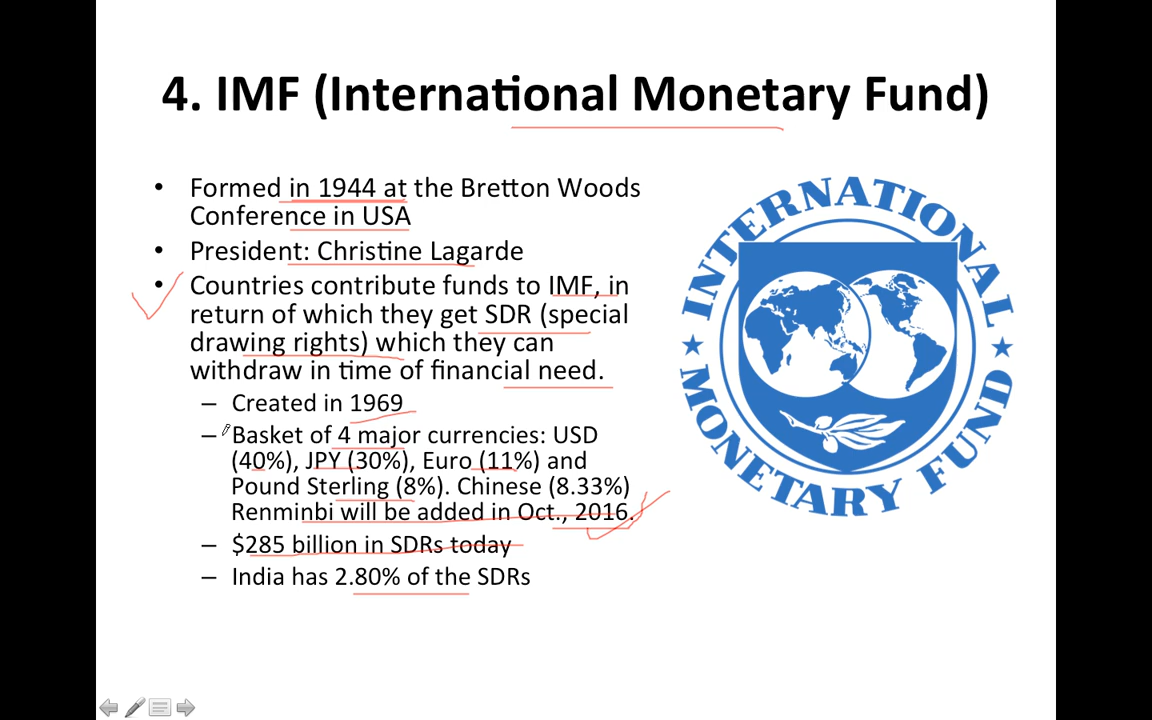 4. IMF (International Monetary Fund)
• Formed in 1944 at the Bretton Woods
Conference in USA
• President: Christine Lagarde
• Countries contribute funds to IMF, in
return of which they get SDR (special
drawing rights) which they can
withdraw in time of financial need.
– Created in 1969
– Basket of 4 major currencies: USD
(40%), JPY (30%), Euro (11%) and
Pound Sterling (8%). Chinese (8.33%)
Renminbi will be added in Oct., 2016.
– $285 billion in SDRs today
– India has 2.80% of the SDRs
INTERNATIONAL
MONETARY FUND